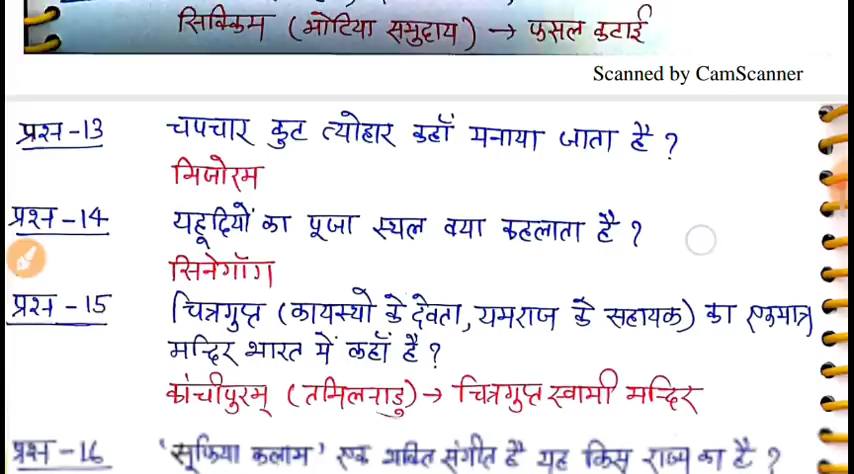 सिक्किम (भोटिया समुदाय) → फसल कटाई
Scanned by CamScanner
प्रश्न-13 चपचार कुट त्योहार कहाँ मनाया जाता है ?
मिजोरम
प्रश्न-14 यहूदियों का पूजा स्थल क्या कहलाता है ?
सिनेगॉग
प्रश्न-15 चित्रगुप्त (कायस्थो के देवता, यमराज के सहायक) का एकमात्र
मन्दिर भारत में कहाँ है ?
कांचीपुरम् (तमिलनाडु) → चित्रगुप्त स्वामी मन्दिर
प्रश्न-16 'सूफिया कलाम' एक भक्ति संगीत है यह किस राज्य का है ?